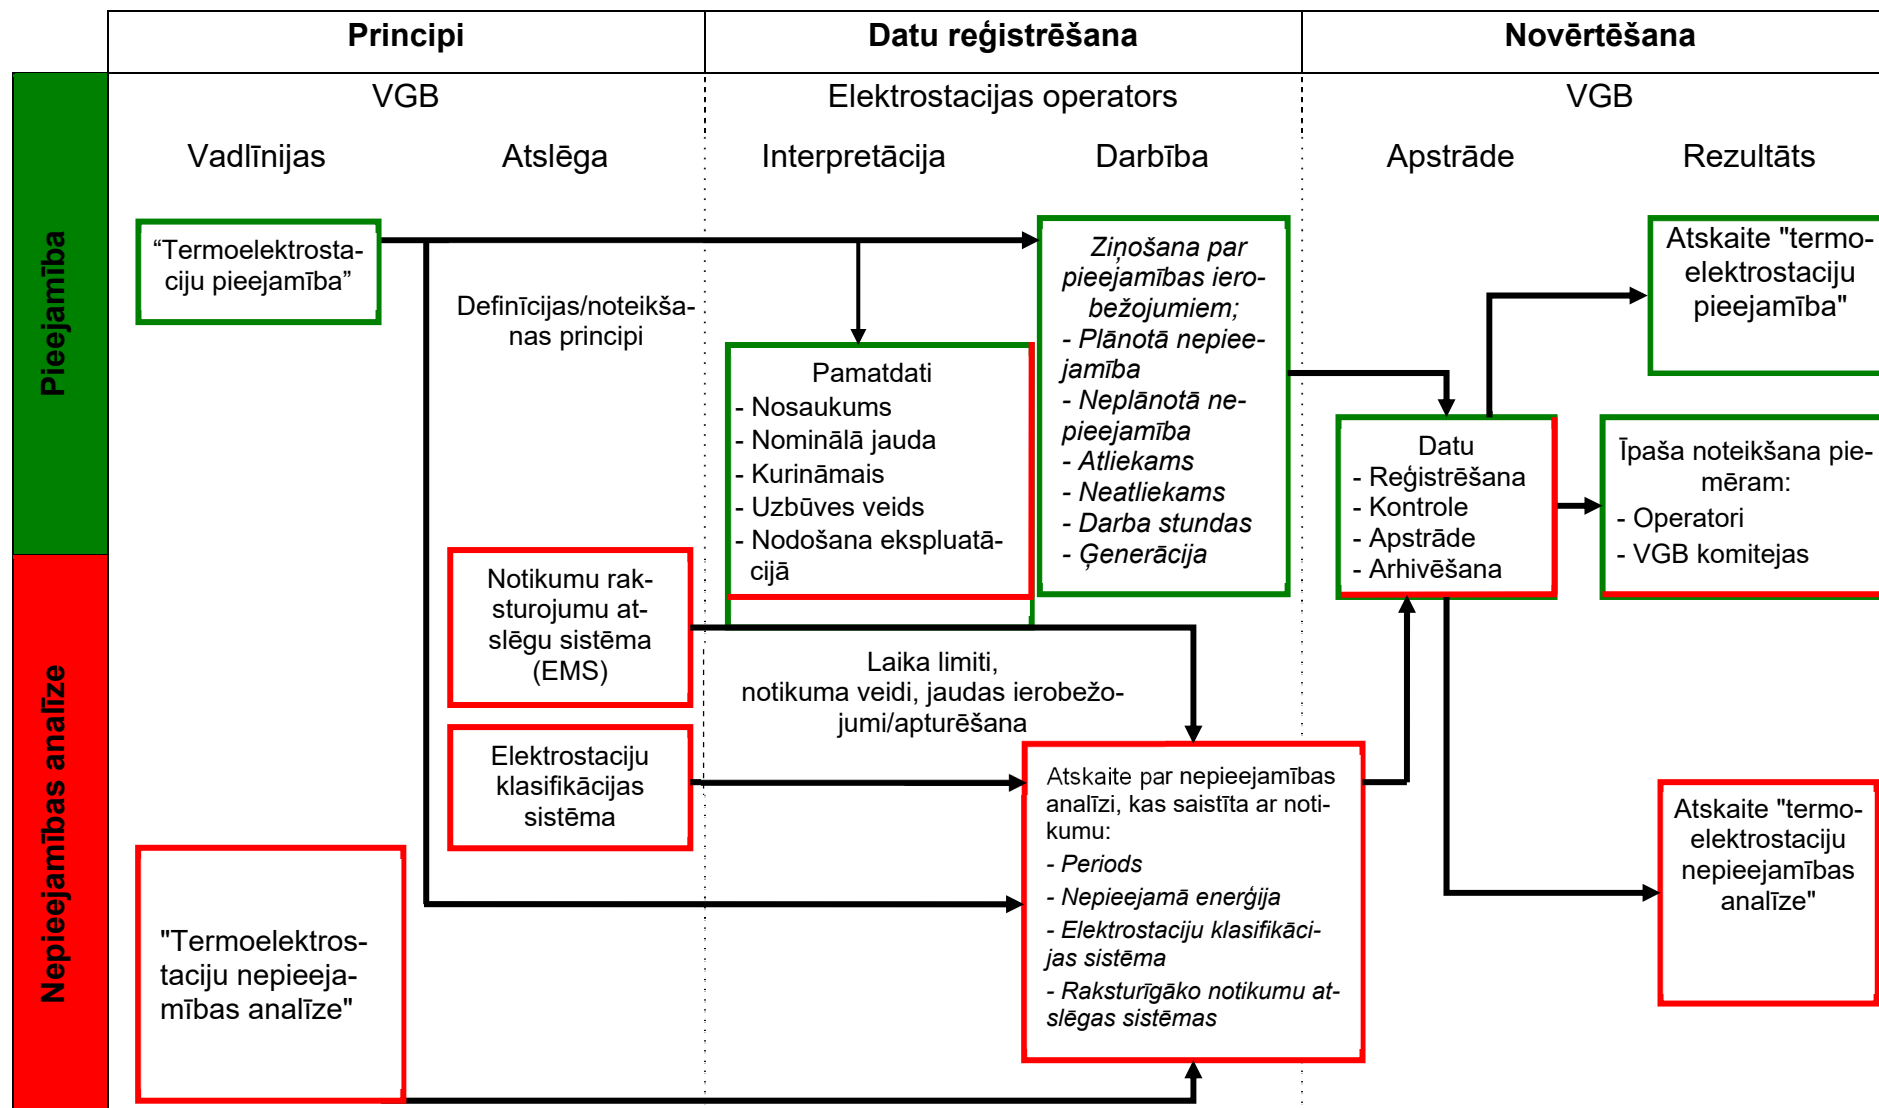 Principi
Datu reģistrēšana
Novērtēšana
VGB
Elektrostacijas operators
VGB
Vadlīnijas
Atslēga
Interpretācija
Darbība
Apstrāde
Rezultāts
Pieejamība
“Termoelektrosta-
ciju pieejamība”
Definīcijas/noteikša-
nas principi
Pamatdati
- Nosaukums
- Nominālā jauda
- Kurināmais
- Uzbūves veids
- Nodošana ekspluatā-
cijā
Ziņošana par
pieejamības iero-
bežojumiem;
- Plānotā nepiee-
jamība
- Neplānotā ne-
pieejamība
- Atliekams
- Neatliekams
- Darba stundas
- Ģenerācija
Datu
- Reģistrēšana
- Kontrole
- Apstrāde
- Arhivēšana
Atskaite "termo-
elektrostaciju
pieejamība"
Īpaša noteikšana pie-
mēram:
- Operatori
- VGB komitejas
Nepieejamības analīze
Notikumu rak-
sturojumu at-
slēgu sistēma
(EMS)
Laika limiti,
notikuma veidi, jaudas ierobežo-
jumi/apturēšana
Elektrostaciju
klasifikācijas
sistēma
"Termoelektros-
taciju nepieeja-
mības analīze"
Atskaite par nepieejamības
analīzi, kas saistīta ar noti-
kumu:
- Periods
- Nepieejamā enerģija
- Elektrostaciju klasifikāci-
jas sistēma
- Raksturīgāko notikumu at-
slēgas sistēmas
Atskaite "termo-
elektrostaciju
nepieejamības
analīze"